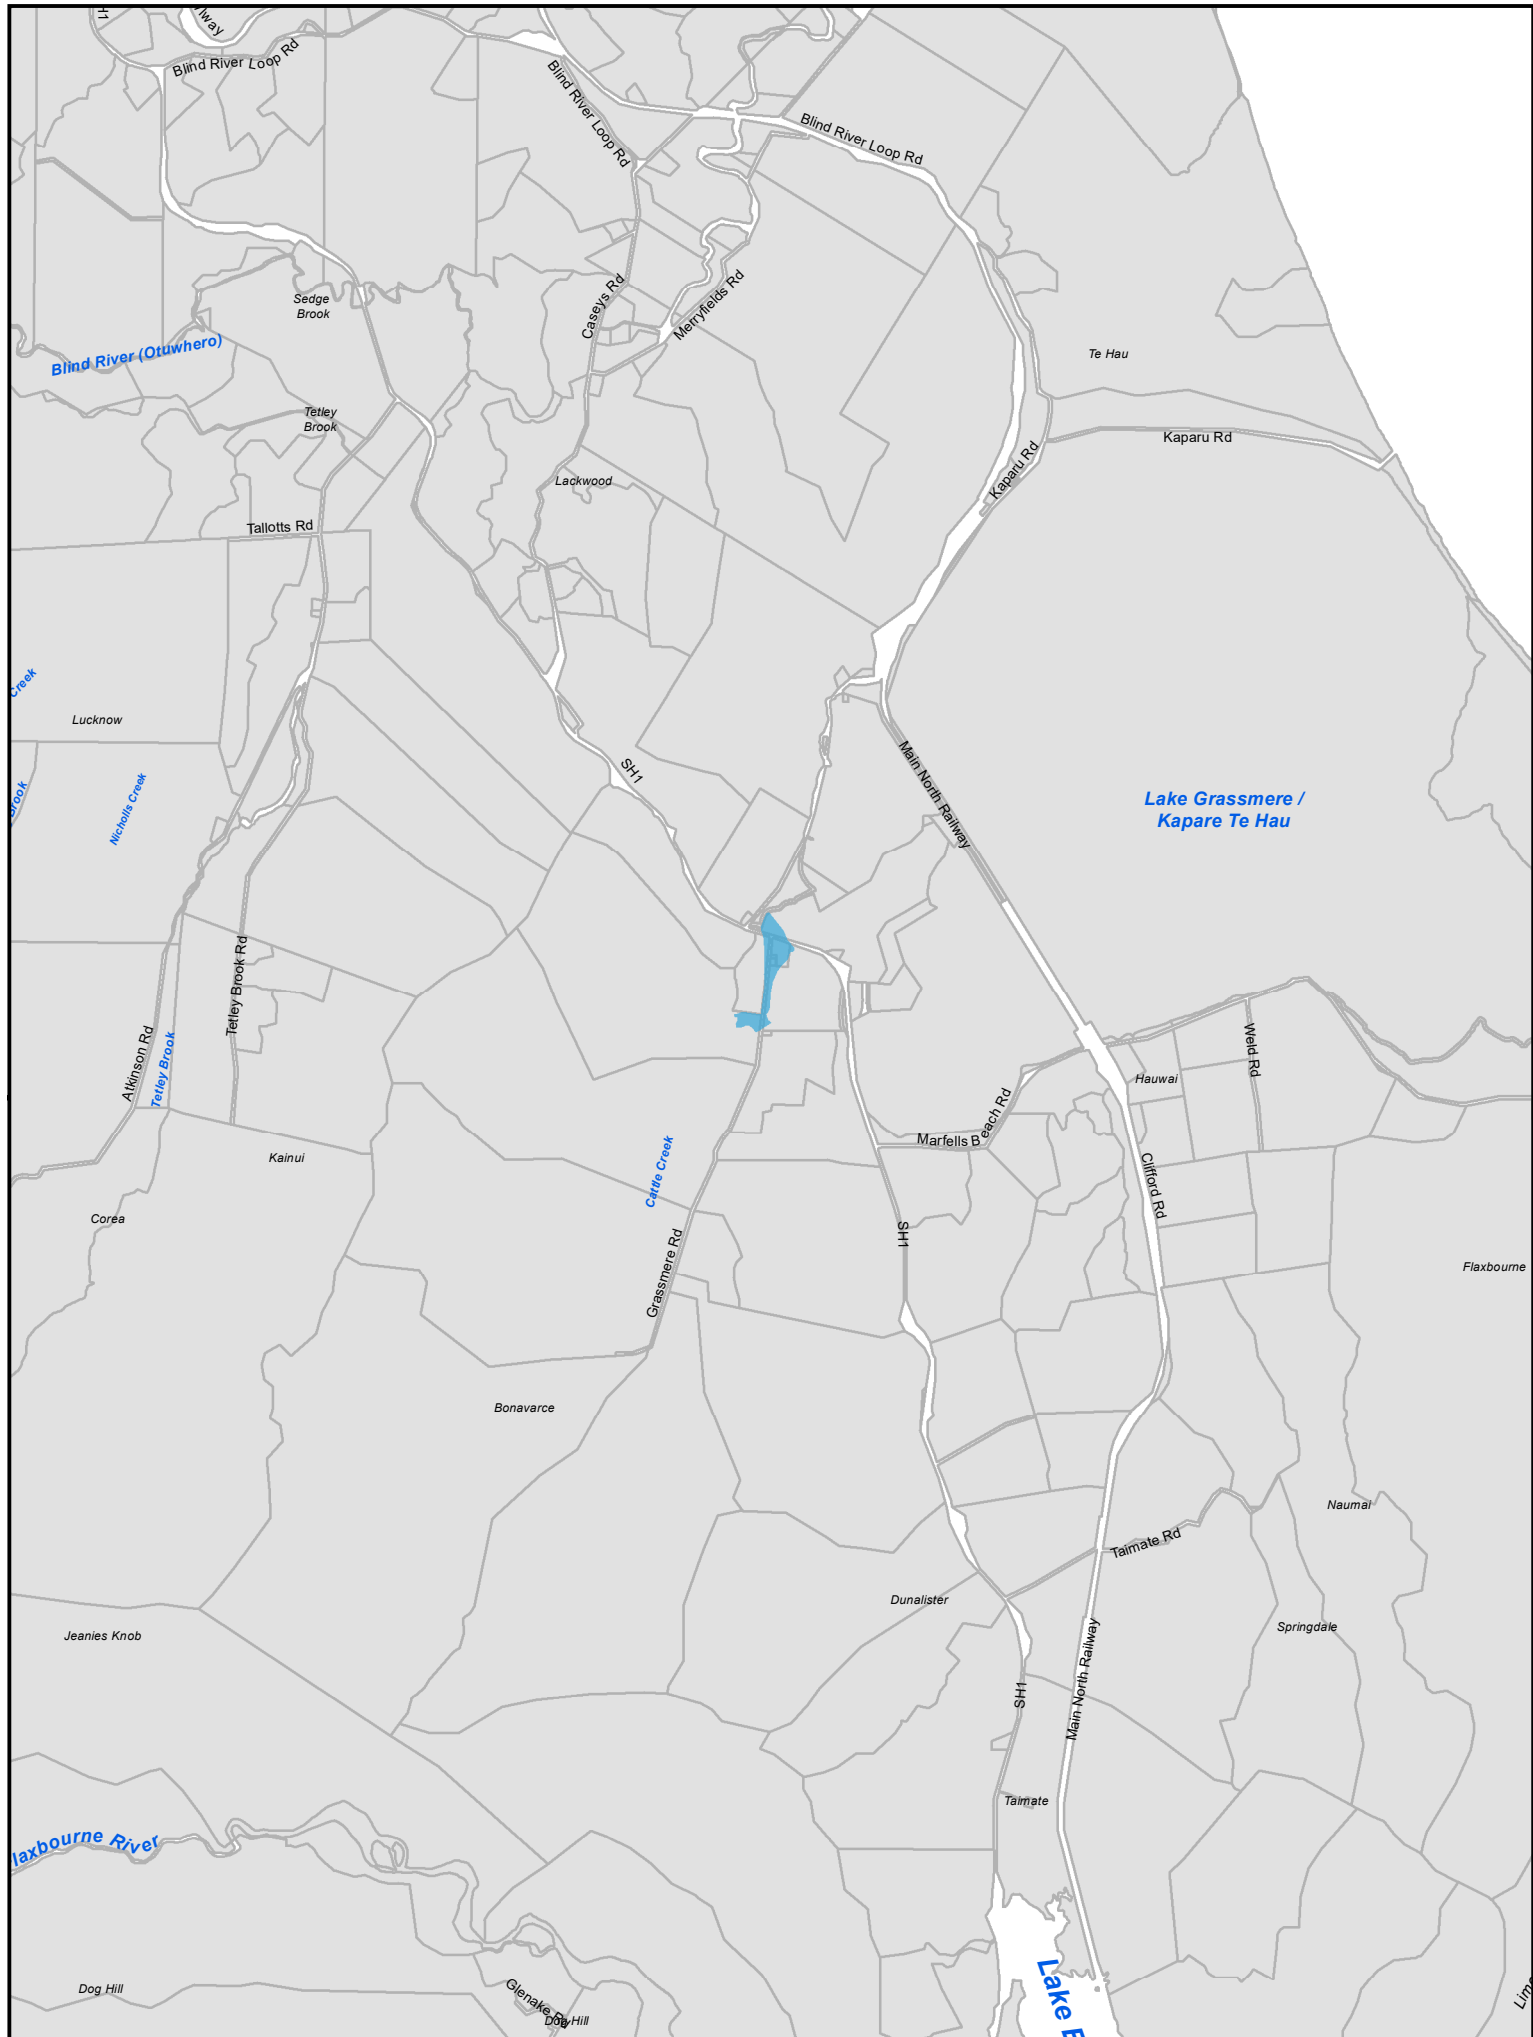 H1
Blind River Loop Rd
Blind River Loop Rd
Blind River Loop Rd
Sedge
Brook
Caseys Rd
Merryfields Rd
Blind River (Otuwhero)
Te Hau
Tetley
Brook
Kaparu Rd
Kaparu Rd
Lackwood
Tallotts Rd
Creek
Lucknow
SH1
Main North Railway
Nicholls Creek
Brook
Lake Grassmere /
Kapare Te Hau
Tetley Brook Rd
Atkinson Rd
Tetley Brook
Weld Rd
Hauwai
Marfells Beach Rd
Kainui
Cattle Creek
Clifford Rd
Corea
SH1
Grassmere Rd
Flaxbourne
Bonavarce
Naumai
Taimate Rd
Dunalister
Springdale
Jeanies Knob
SH1
Main North Railway
Taimate
laxbourne River
Dog Hill
Glenake Rd
Dog Hill
Lake